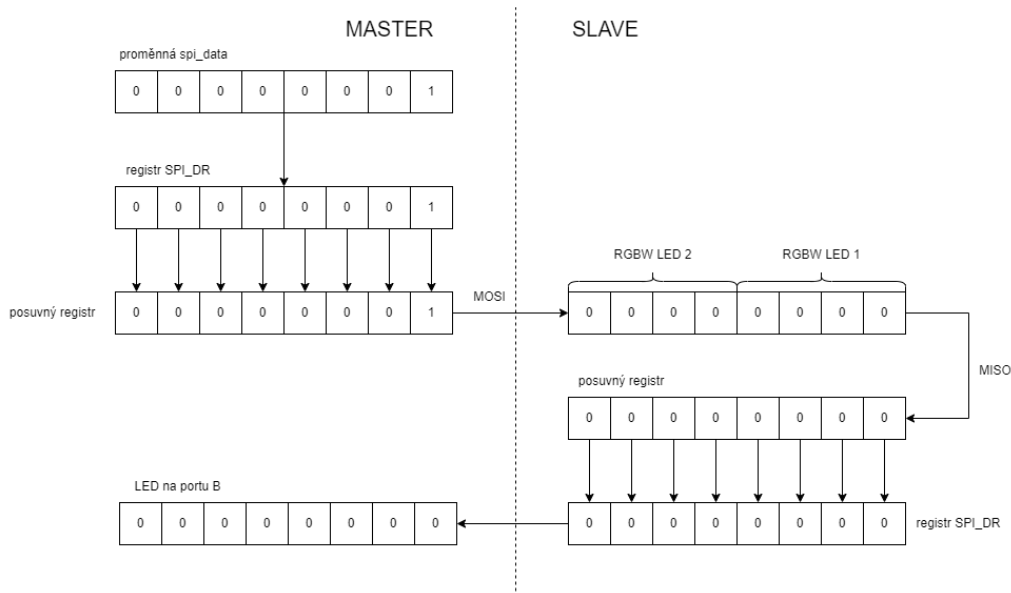 MASTER
SLAVE
proměnná spi_data
0 0 0 0 0 0 0 1
registr SPI_DR
0 0 0 0 0 0 0 1
RGBW LED 2
RGBW LED 1
posuvný registr
0 0 0 0 0 0 0 1
MOSI
0 0 0 0 0 0 0 0
MISO
posuvný registr
0 0 0 0 0 0 0 0
LED na portu B
0 0 0 0 0 0 0 0
0 0 0 0 0 0 0 0
registr SPI_DR